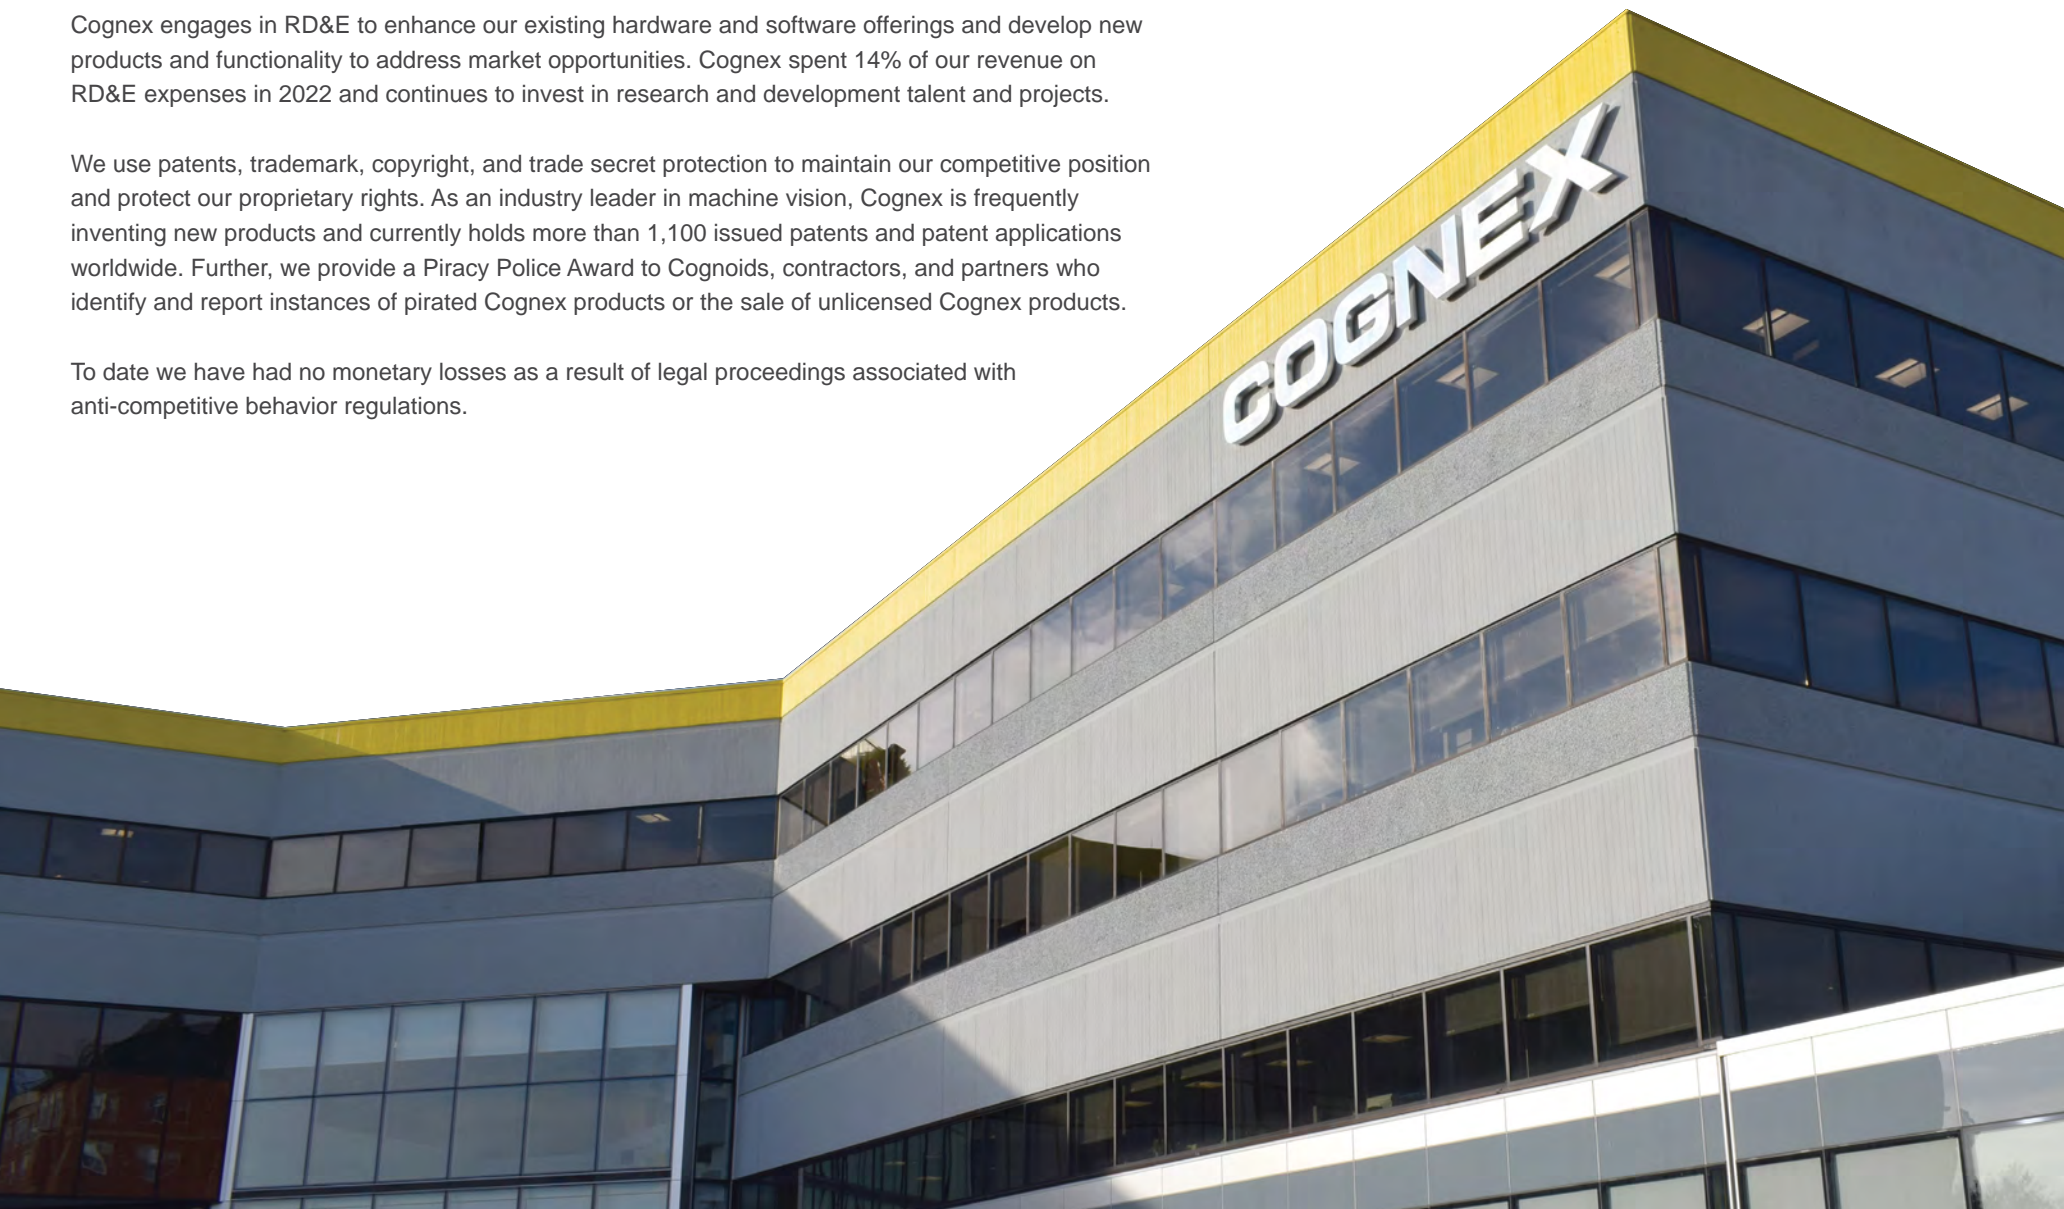 Cognex engages in RD&E to enhance our existing hardware and software offerings and develop new
products and functionality to address market opportunities. Cognex spent 14% of our revenue on
RD&E expenses in 2022 and continues to invest in research and development talent and projects.
We use patents, trademark, copyright, and trade secret protection to maintain our competitive position
and protect our proprietary rights. As an industry leader in machine vision, Cognex is frequently
inventing new products and currently holds more than 1,100 issued patents and patent applications
worldwide. Further, we provide a Piracy Police Award to Cognoids, contractors, and partners who
identify and report instances of pirated Cognex products or the sale of unlicensed Cognex products.
To date we have had no monetary losses as a result of legal proceedings associated with
anti-competitive behavior regulations.
COGNEX